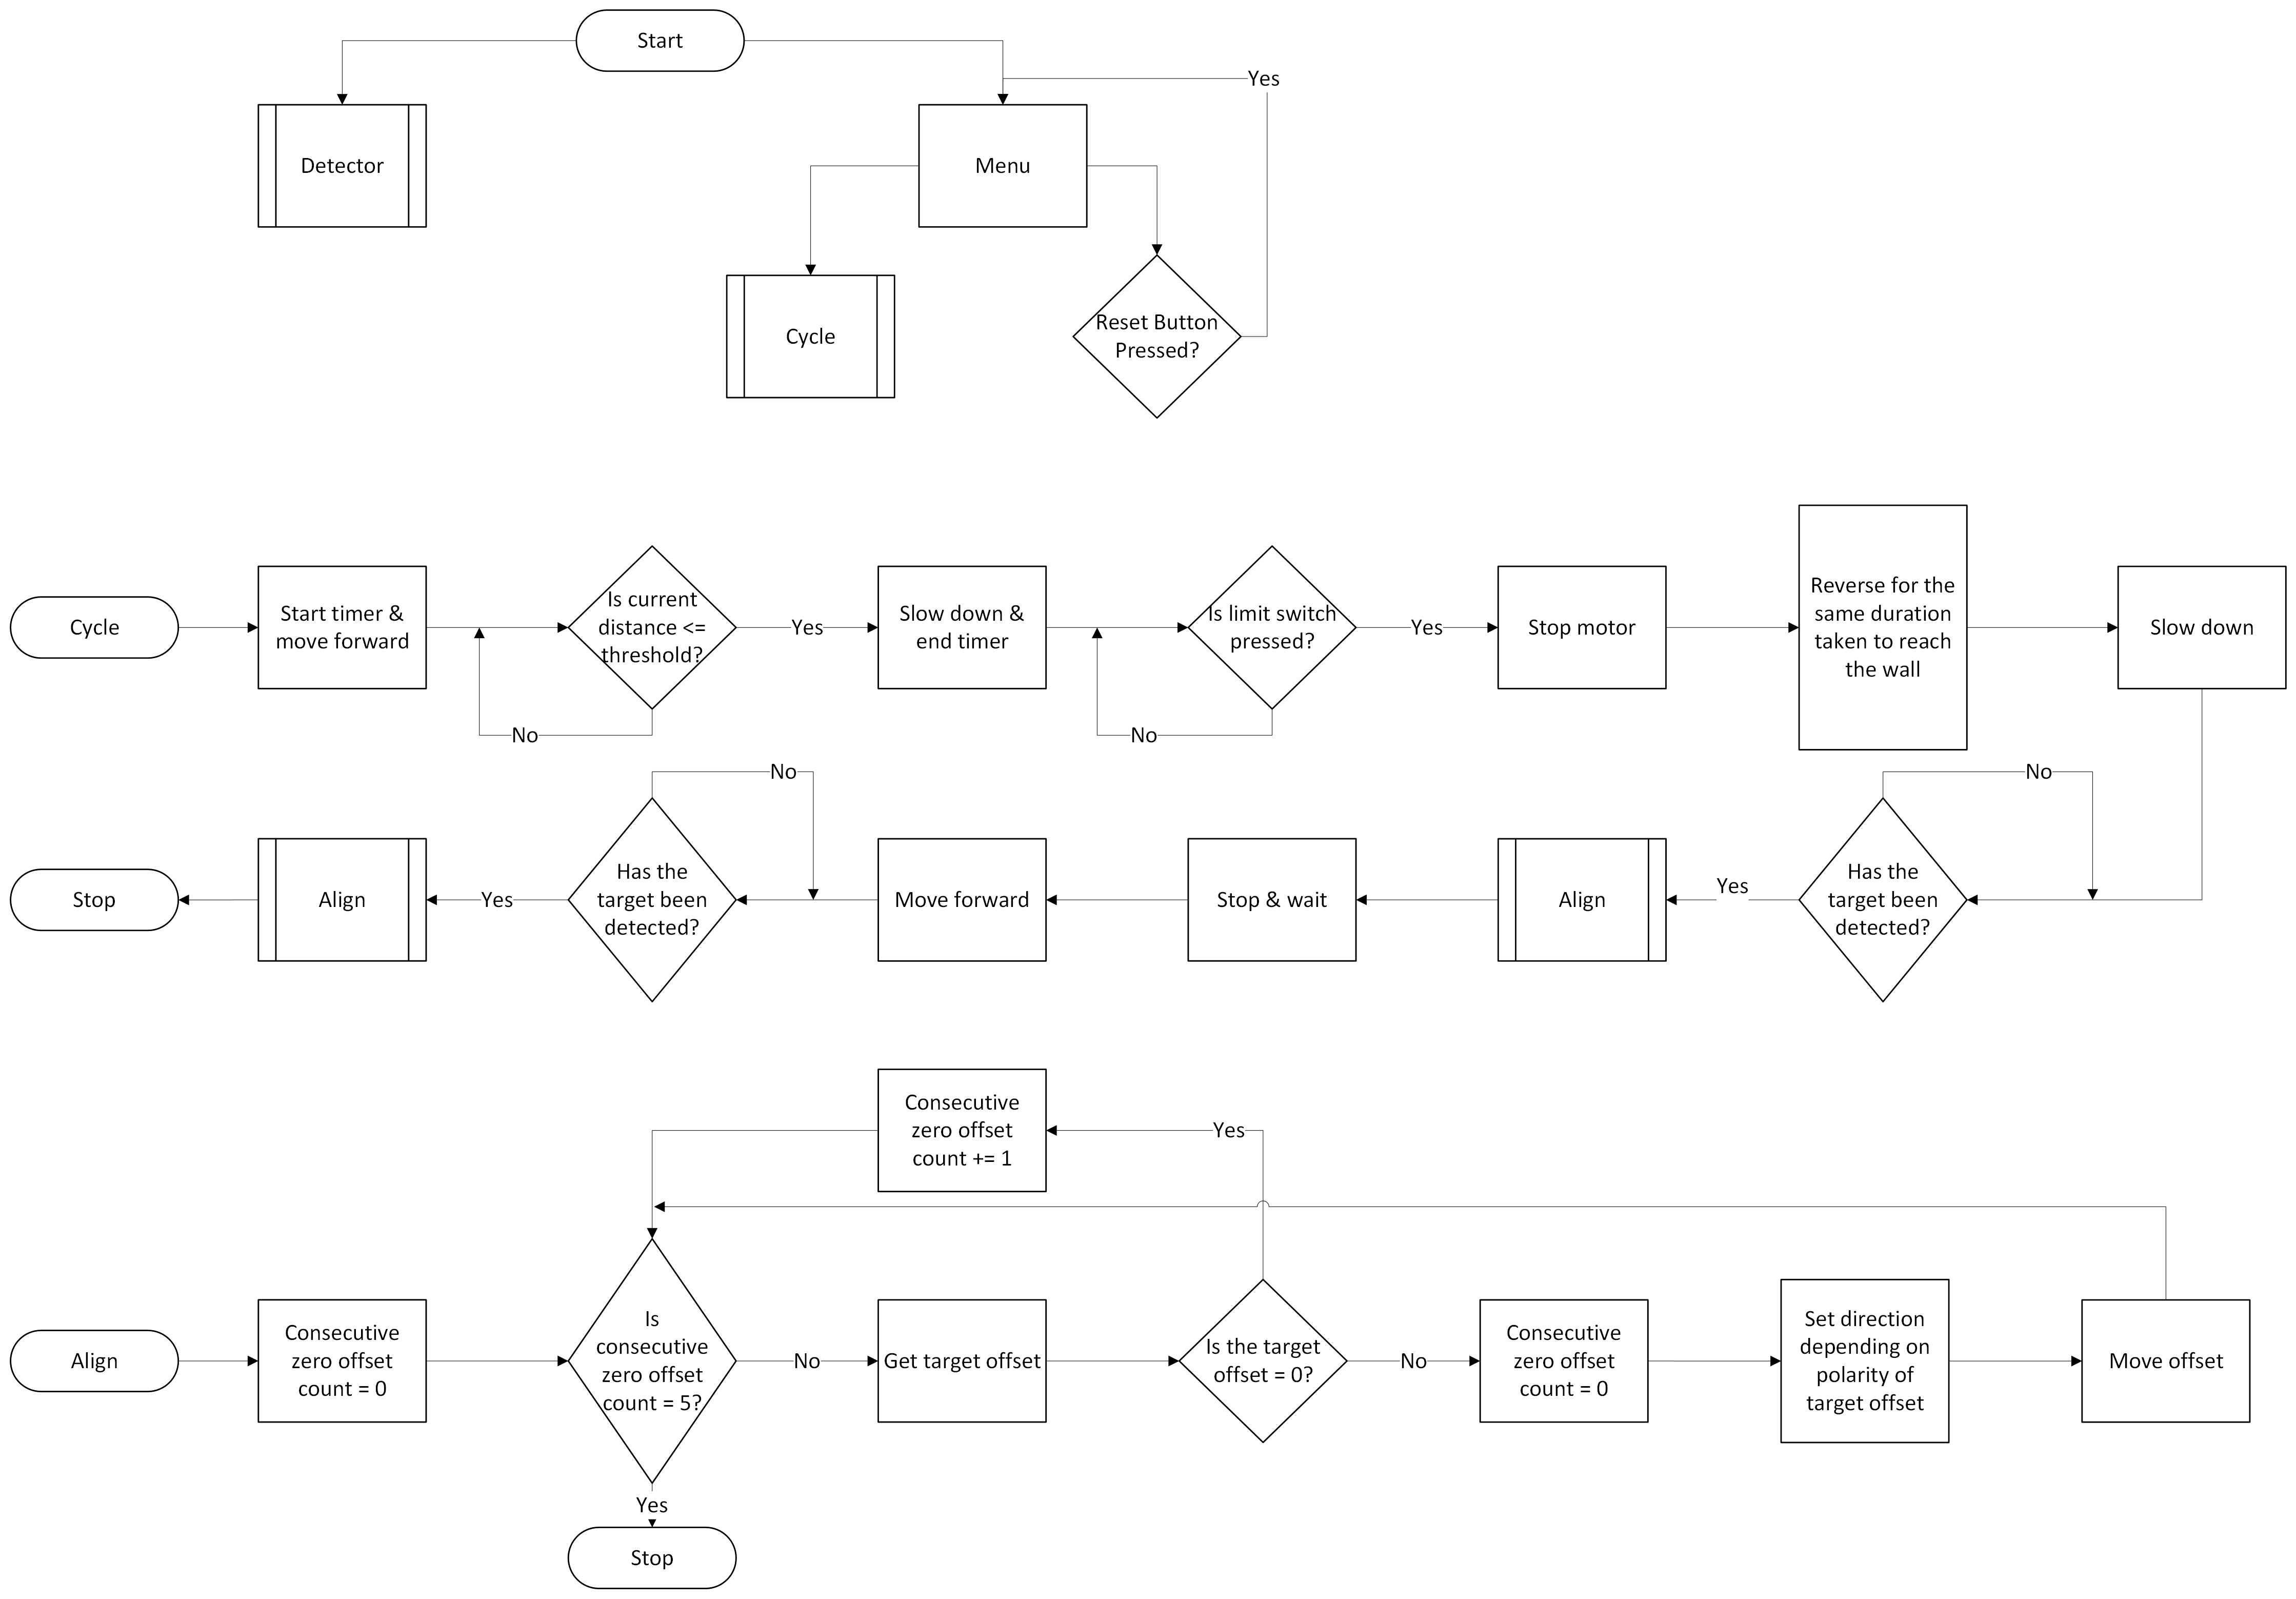 Start
Yes
Detector
Menu
Cycle
Reset Button
Pressed?
Cycle
Start timer &
move forward
Is current
distance <=
threshold?
No
Yes
Slow down &
end timer
Is limit switch
pressed?
No
Yes
Stop motor
Reverse for the
same duration
taken to reach
the wall
Slow down
No
Has the
target been
detected?
Yes
Align
Stop & wait
Move forward
No
Has the
target been
detected?
Yes
Align
Stop
Consecutive
zero offset
count += 1
Yes
Align
Consecutive
zero offset
count = 0
Is
consecutive
zero offset
count = 5?
No
Get target offset
Is the target
offset = 0?
No
Consecutive
zero offset
count = 0
Set direction
depending on
polarity of
target offset
Move offset
Yes
Stop